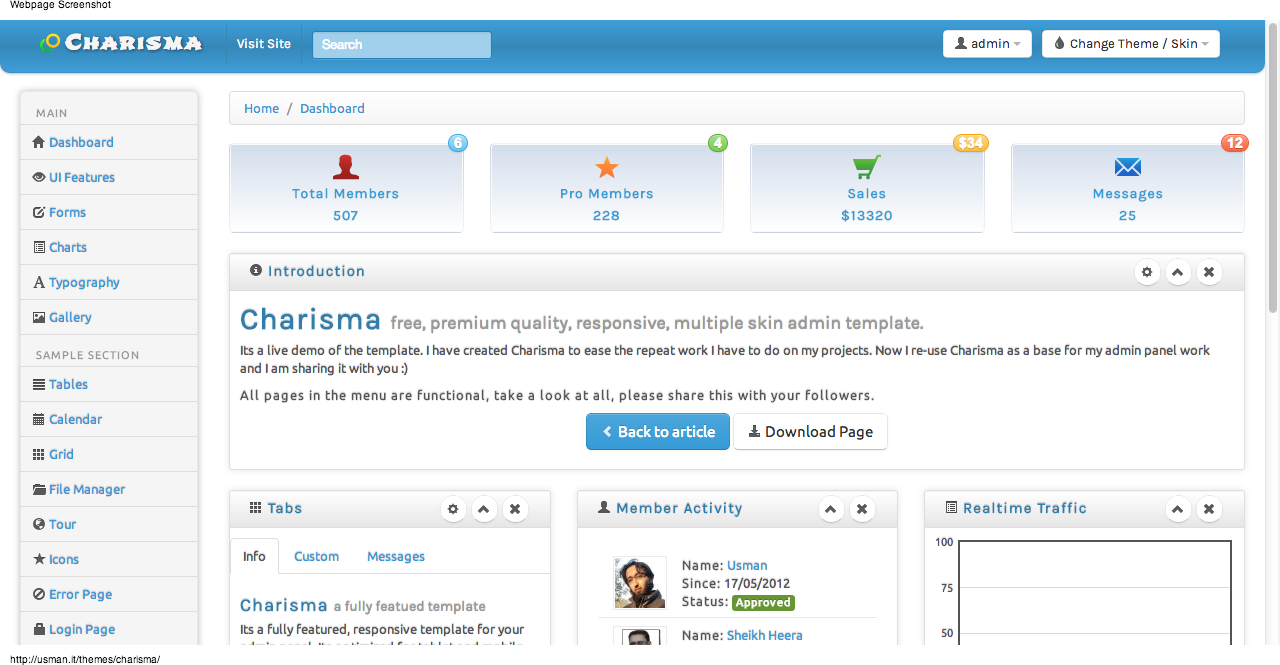 Webpage Screenshot
CHARISMA
Visit Site
Search
admin
Change Theme / Skin
MAIN
Dashboard
UI Features
Forms
Charts
Typography
Gallery
SAMPLE SECTION
Tables
Calendar
Grid
File Manager
Tour
Icons
Error Page
Login Page
Home / Dashboard
6
Total Members
507
4
Pro Members
228
$34
Sales
$13320
12
Messages
25
Introduction
Charisma free, premium quality, responsive, multiple skin admin template.
Its a live demo of the template. I have created Charisma to ease the repeat work I have to do on my projects. Now I re-use Charisma as a base for my admin panel work
and I am sharing it with you :)
All pages in the menu are functional, take a look at all, please share this with your followers.
Back to article
Download Page
Tabs
Info Custom Messages
Charisma a fully featued template
Its a fully featured, responsive template for your
admin panel. Its optimized for tablet and mobile
Member Activity
Name: Usman
Since: 17/05/2012
Status: Approved
Name: Sheikh Heera
Realtime Traffic
100
75
50
http://usman.it/themes/charisma/